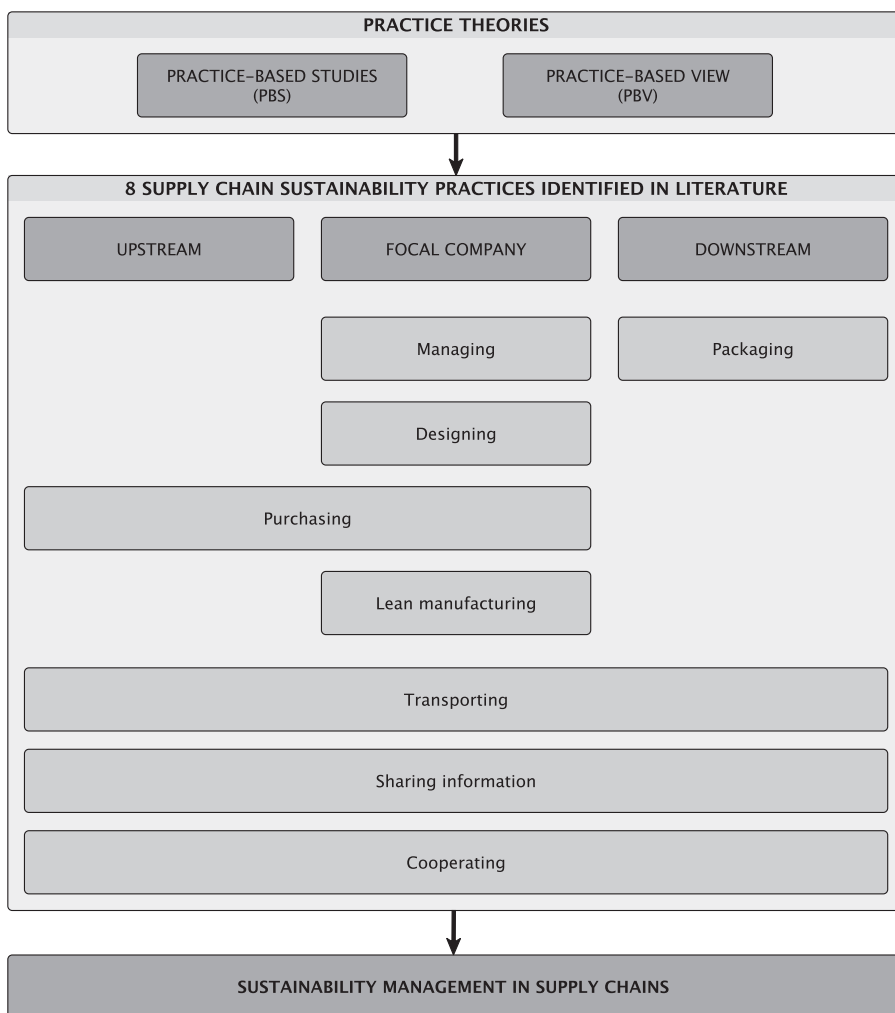 PRACTICE THEORIES
PRACTICE-BASED STUDIES
(PBS)
PRACTICE-BASED VIEW
(PBV)
8 SUPPLY CHAIN SUSTAINABILITY PRACTICES IDENTIFIED IN LITERATURE
UPSTREAM
FOCAL COMPANY
DOWNSTREAM
Managing
Packaging
Designing
Purchasing
Lean manufacturing
Transporting
Sharing information
Cooperating
SUSTAINABILITY MANAGEMENT IN SUPPLY CHAINS